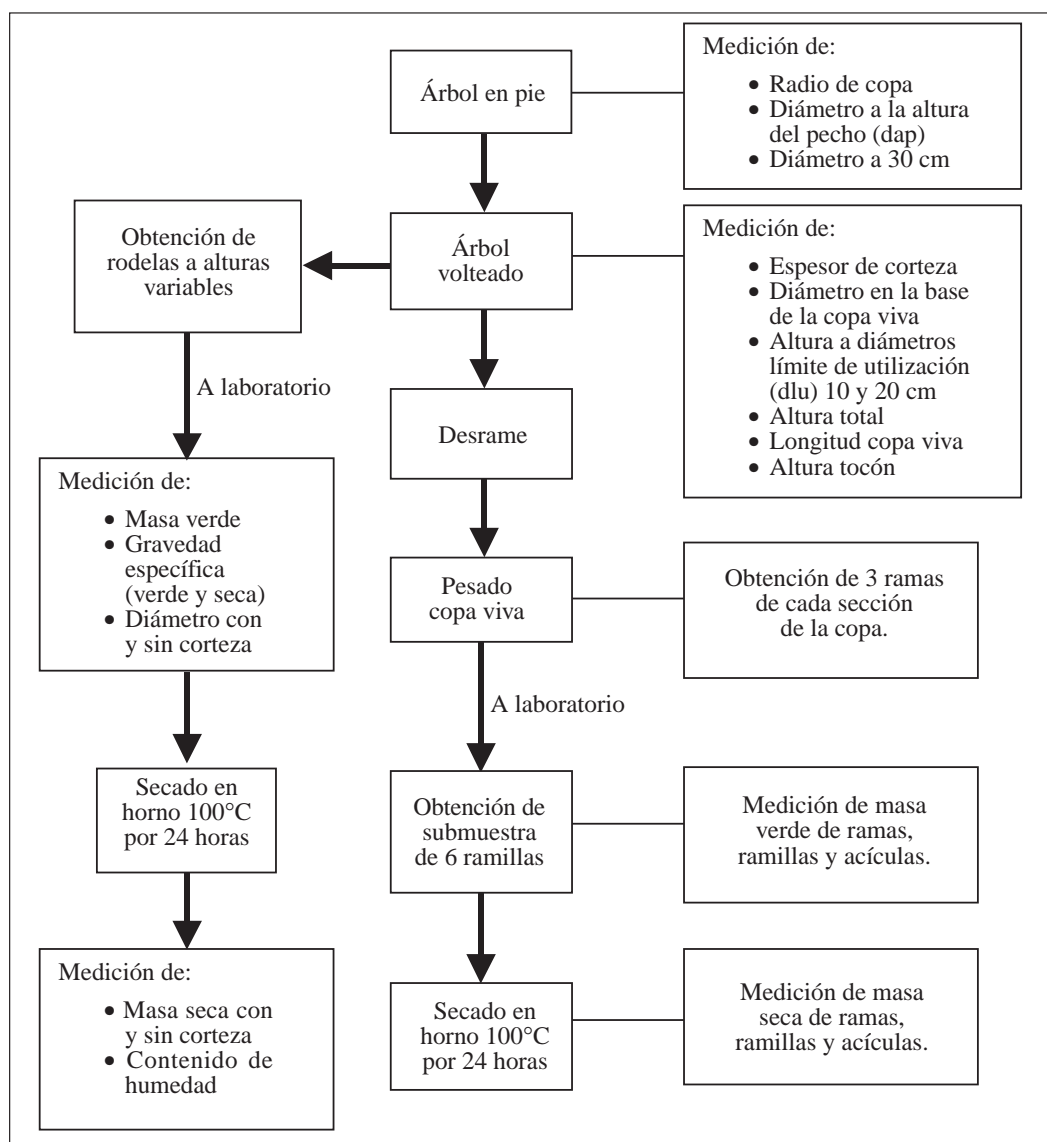 Árbol en pie
Medición de:
• Radio de copa
• Diámetro a la altura
del pecho (dap)
• Diámetro a 30 cm
Obtención de
rodelas a alturas
variables
Árbol
volteado
Medición de:
• Espesor de corteza
• Diámetro en la base
de la copa viva
• Altura a diámetros
límite de utilización
(dlu) 10 y 20 cm
• Altura total
• Longitud copa viva
• Altura tocón
A laboratorio
Desrame
Medición de:
• Masa verde
• Gravedad
específica
(verde y seca)
• Diámetro con
y sin corteza
Pesado
copa viva
Obtención de 3 ramas
de cada sección
de la copa.
A laboratorio
Secado en
horno 100°C
por 24 horas
Obtención de
submuestra
de 6 ramillas
Medición de masa
verde de ramas,
ramillas y acículas.
Medición de:
• Masa seca con
y sin corteza
• Contenido de
humedad
Secado en
horno 100°C
por 24 horas
Medición de masa
seca de ramas,
ramillas y acículas.